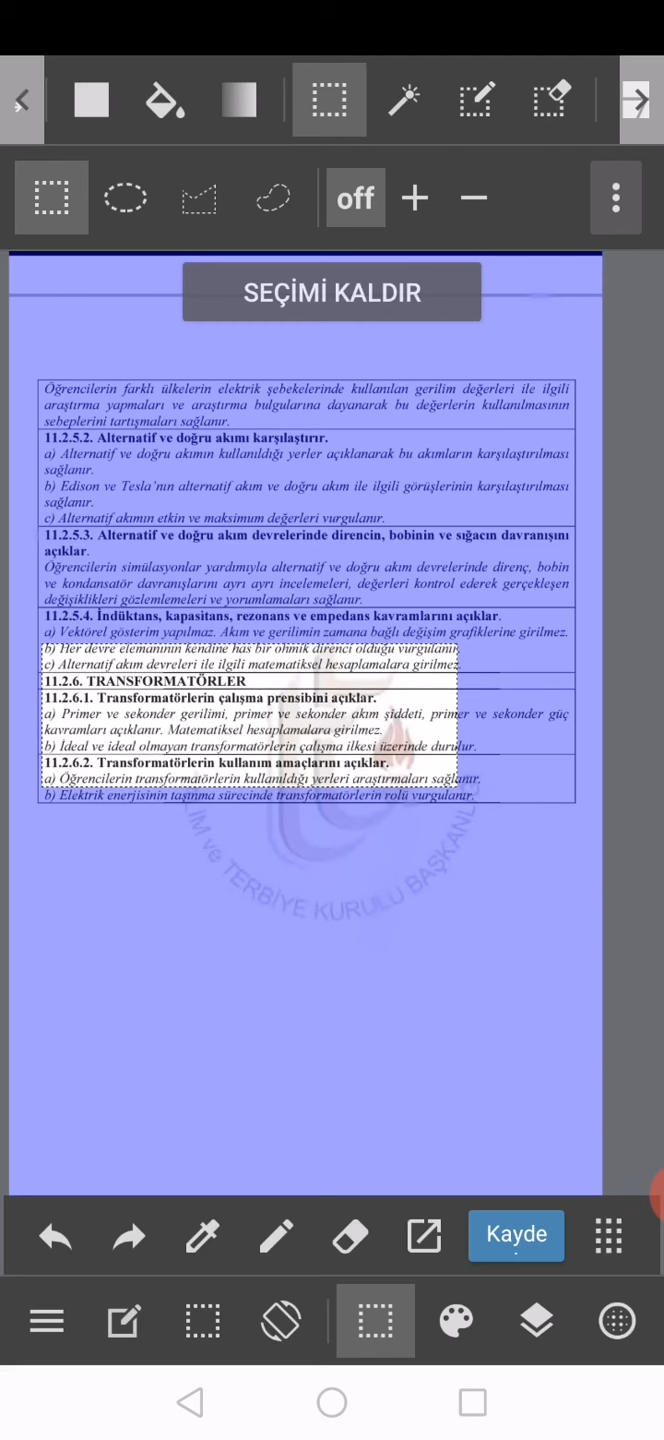 off
SEÇİMİ KALDIR
Öğrencilerin farklı ülkelerin elektrik şebekelerinde kullanılan gerilim değerleri ile ilgili
araştırma yapmaları ve araştırma bulgularına dayanarak bu değerlerin kullanılmasının
sebeplerini tartışmaları sağlanır.
11.2.5.2. Alternatif ve doğru akımı karşılaştırır.
a) Alternatif ve doğru akımın kullanıldığı yerler açıklanarak bu akımların karşılaştırılması
sağlanır.
b) Edison ve Tesla'nın alternatif akım ve doğru akım ile ilgili görüşlerinin karşılaştırılması
sağlanır.
c) Alternatif akımın etkin ve maksimum değerleri vurgulanır.
11.2.5.3. Alternatif ve doğru akım devrelerinde direncin, bobinin ve sığacın davranışını
açıklar.
Öğrencilerin simülasyonlar yardımıyla alternatif ve doğru akım devrelerinde direnç, bobin
ve kondansatör davranışlarını ayrı ayrı incelemeleri, değerleri kontrol ederek gerçekleşen
değişiklikleri gözlemlemeleri ve yorumlamaları sağlanır.
11.2.5.4. İndüktans, kapasitans, rezonans ve empedans kavramlarını açıklar.
a) Vektörel gösterim yapılmaz. Akım ve gerilimin zamana bağlı değişim grafiklerine girilmez.
b) Her devre elemanının kendine has bir ohmik direnci olduğu vurgulanır.
c) Alternatif akım devreleri ile ilgili matematiksel hesaplamalara girilmez.
11.2.6. TRANSFORMATÖRLER
11.2.6.1. Transformatörlerin çalışma prensibini açıklar.
a) Primer ve sekonder gerilimi, primer ve sekonder akım şiddeti, primer ve sekonder güç
kavramları açıklanır. Matematiksel hesaplamalara girilmez.
b) İdeal ve ideal olmayan transformatörlerin çalışma ilkesi üzerinde durulur.
11.2.6.2. Transformatörlerin kullanım amaçlarını açıklar.
a) Öğrencilerin transformatörlerin kullanıldığı yerleri araştırmaları sağlanır.
b) Elektrik enerjisinin taşınma sürecinde transformatörlerin rolü vurgulanır.
ve TERBİYE KURULU BAŞKANLIĞI
Kayde